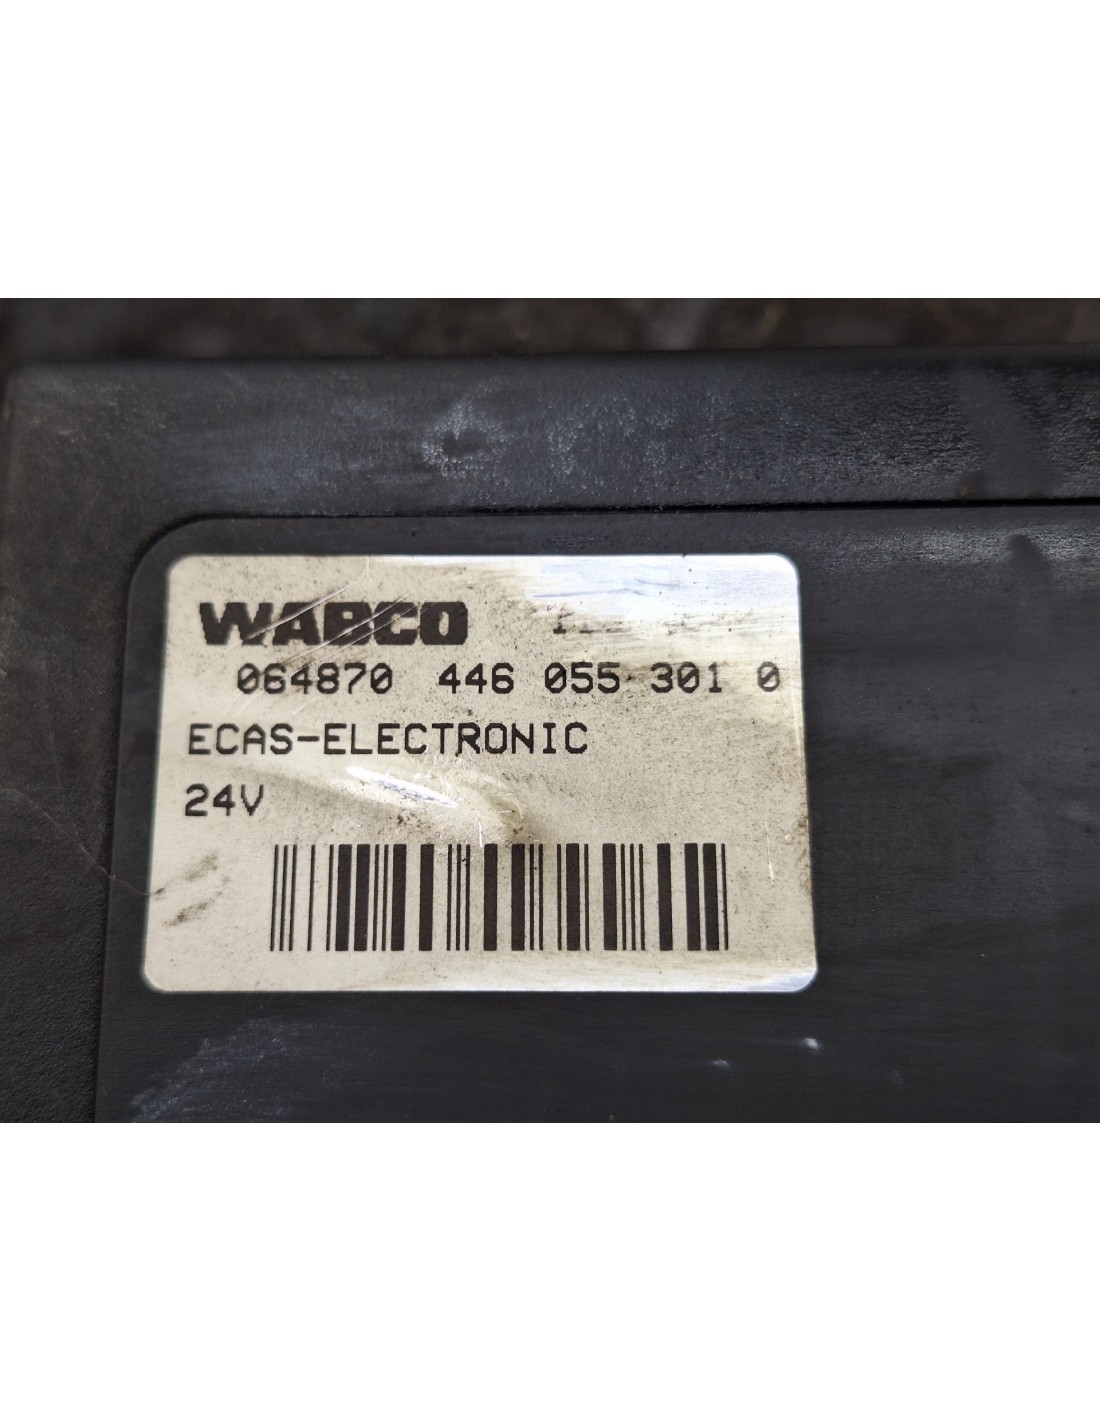 WABCO
064870 446 055 301 0
ECAS-ELECTRONIC
24V